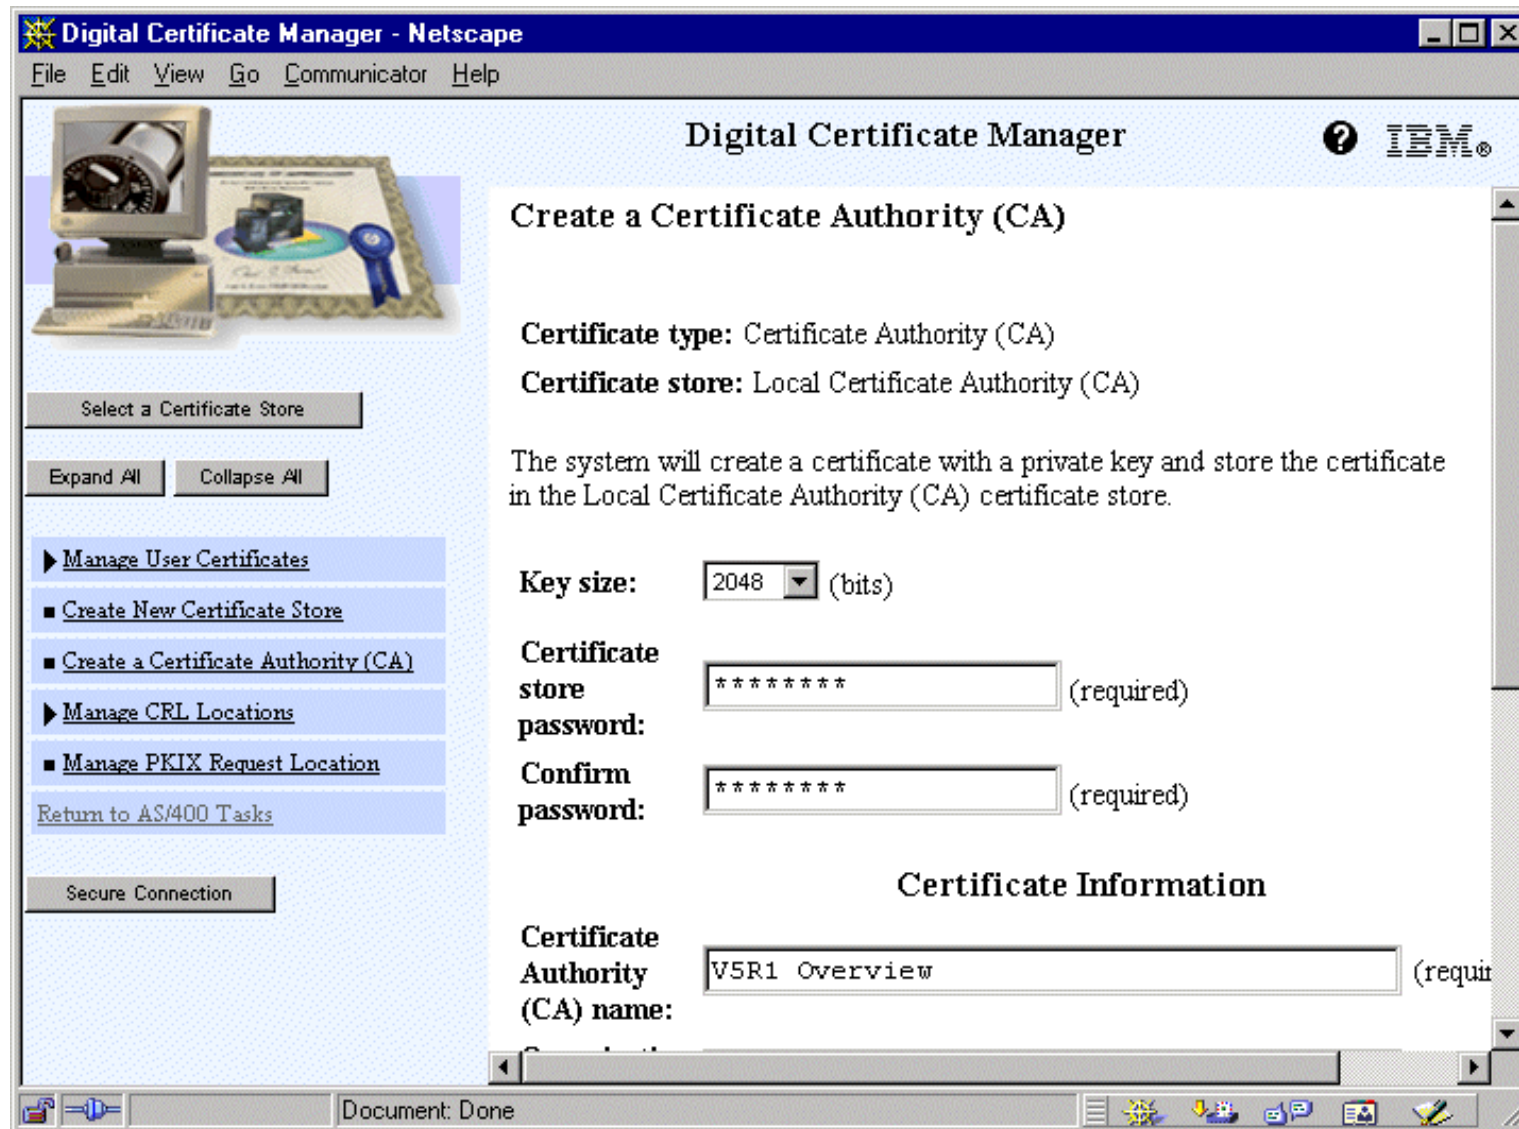 Digital Certificate Manager - Netscape
File Edit View Go Communicator Help
Digital Certificate Manager
IBM®
Select a Certificate Store
Expand All
Collapse All
Manage User Certificates
Create New Certificate Store
Create a Certificate Authority (CA)
Manage CRL Locations
Manage PKIX Request Location
Return to AS/400 Tasks
Secure Connection
Create a Certificate Authority (CA)
Certificate type: Certificate Authority (CA)
Certificate store: Local Certificate Authority (CA)
The system will create a certificate with a private key and store the certificate
in the Local Certificate Authority (CA) certificate store.
Key size: 2048 (bits)
Certificate
store
password:
******** (required)
Confirm
password:
******** (required)
Certificate Information
Certificate
Authority
(CA) name:
V5R1 Overview
(requir
Document: Done